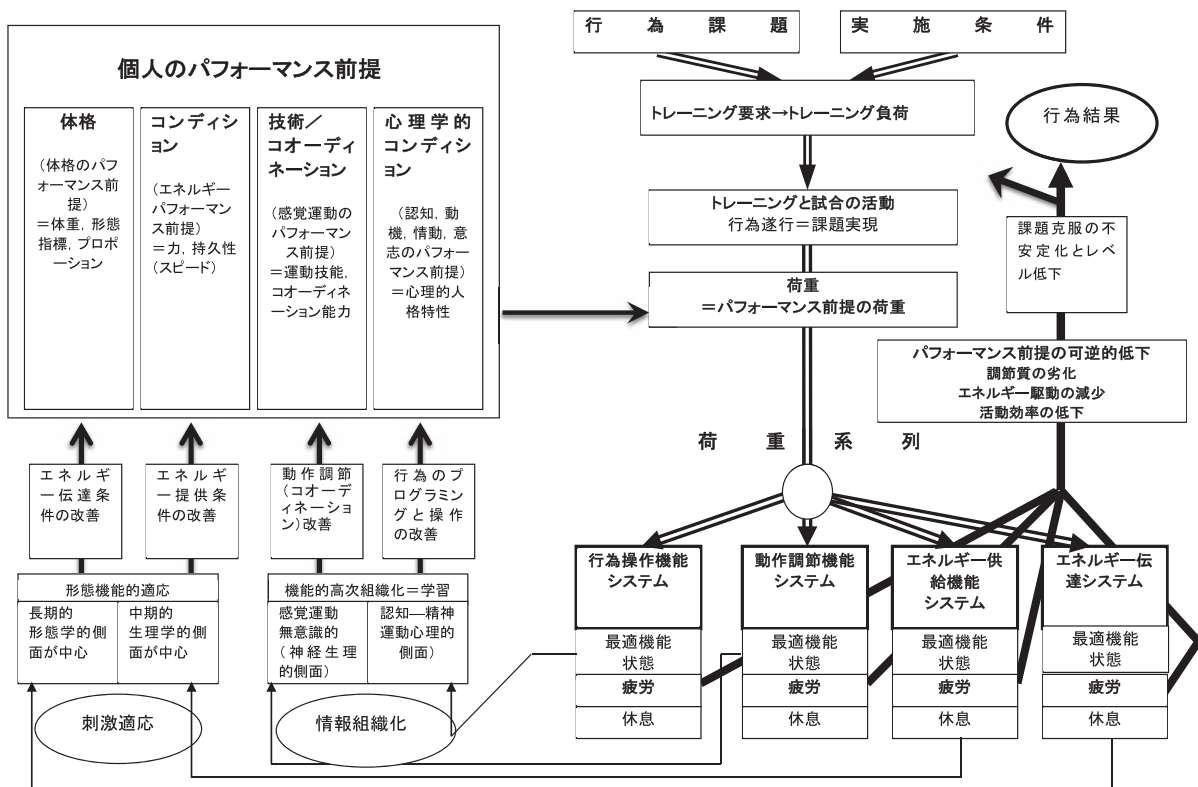 行為課題
実施条件
個人のパフォーマンス前提
体格
（体格のパフ
ォーマンス前
提）
＝体重，形態
指標，プロポ
ーション
コンディシ
ョン
（エネルギー
パフォーマン
ス前提）
＝力，持久性
（スピード）
技術／
コオーディ
ネーション
（感覚運動の
パフォーマン
ス前提）
＝運動技能，
コオーディネ
ーション能力
心理学的
コンディシ
ョン
（認知，動
機，情動，意
志のパフォー
マンス前提）
＝心理的人
格特性
トレーニング要求→トレーニング負荷
行為結果
トレーニングと試合の活動
行為遂行＝課題実現
課題克服の不
安定化とレベ
ル低下
荷重
＝パフォーマンス前提の荷重
パフォーマンス前提の可逆的低下
調節質の劣化
エネルギー駆動の減少
活動効率の低下
荷重系列
エネルギ
ー伝達条
件の改善
エネルギ
ー提供条
件の改善
動作調節
（コオーデ
ィネーショ
ン）改善
行為のプ
ログラミン
グと操作
の改善
形態機能的適応
長期的
形態学的側
面が中心
中期的
生理学的側
面が中心
機能的高次組織化＝学習
感覚運動
無意識的
（神経生理
的側面）
認知―精神
運動心理的
側面）
刺激適応
情報組織化
行為操作機能
システム
最適機能
状態
疲労
休息
動作調節機能
システム
最適機能
状態
疲労
休息
エネルギー供
給機能
システム
最適機能
状態
疲労
休息
エネルギー伝
達システム
最適機能
状態
疲労
休息